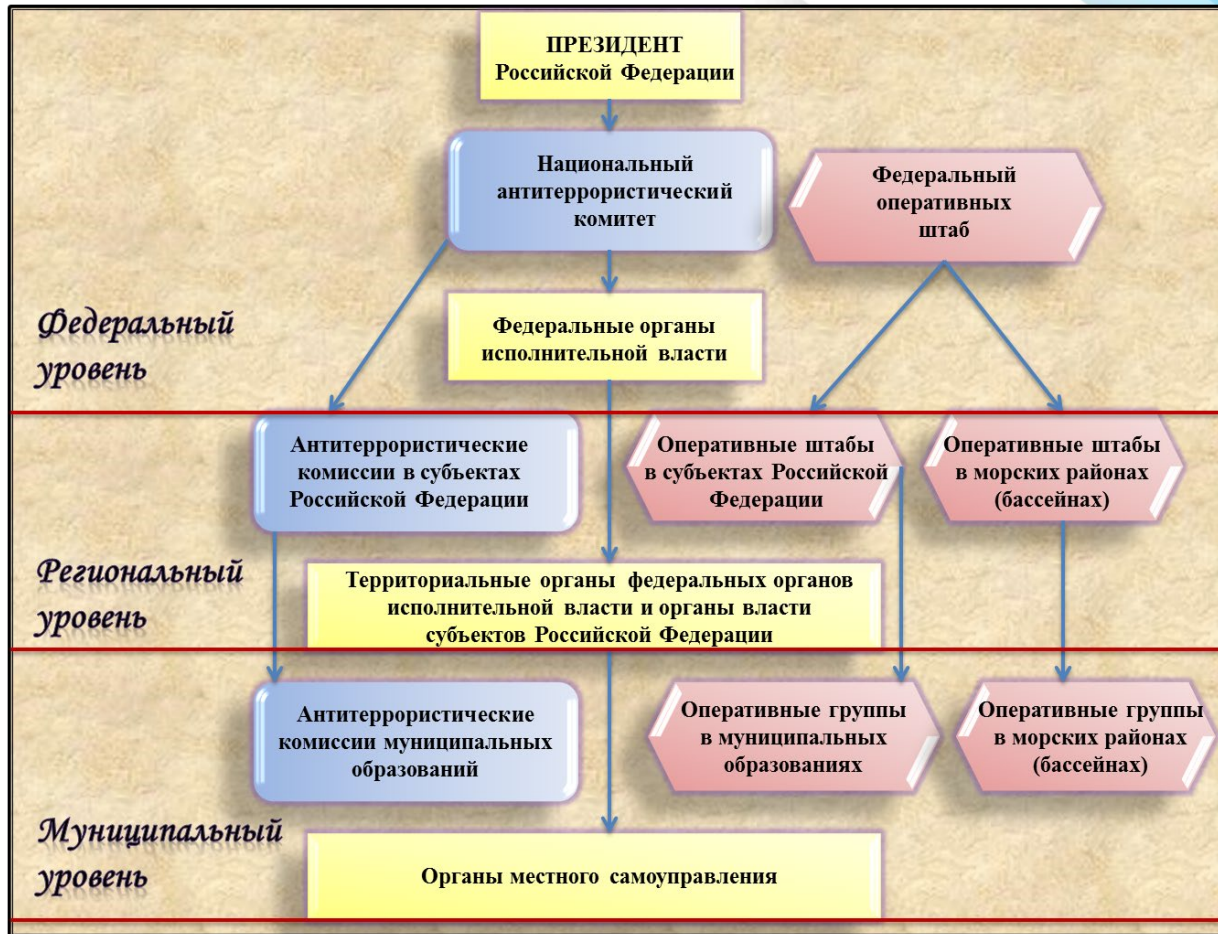 ПРЕЗИДЕНТ
Российской Федерации
Национальный
антитеррористический
комитет
Федеральный
оперативных
штаб
Федеральный
уровень
Федеральные органы
исполнительной власти
Антитеррористические
комиссии в субъектах
Российской Федерации
Оперативные штабы
в субъектах Российской
Федерации
Оперативные штабы
в морских районах
(бассейнах)
Региональный
уровень
Территориальные органы федеральных органов
исполнительной власти и органы власти
субъектов Российской Федерации
Антитеррористические
комиссии муниципальных
образований
Оперативные группы
в муниципальных
образованиях
Оперативные группы
в морских районах
(бассейнах)
Муниципальный
уровень
Органы местного самоуправления